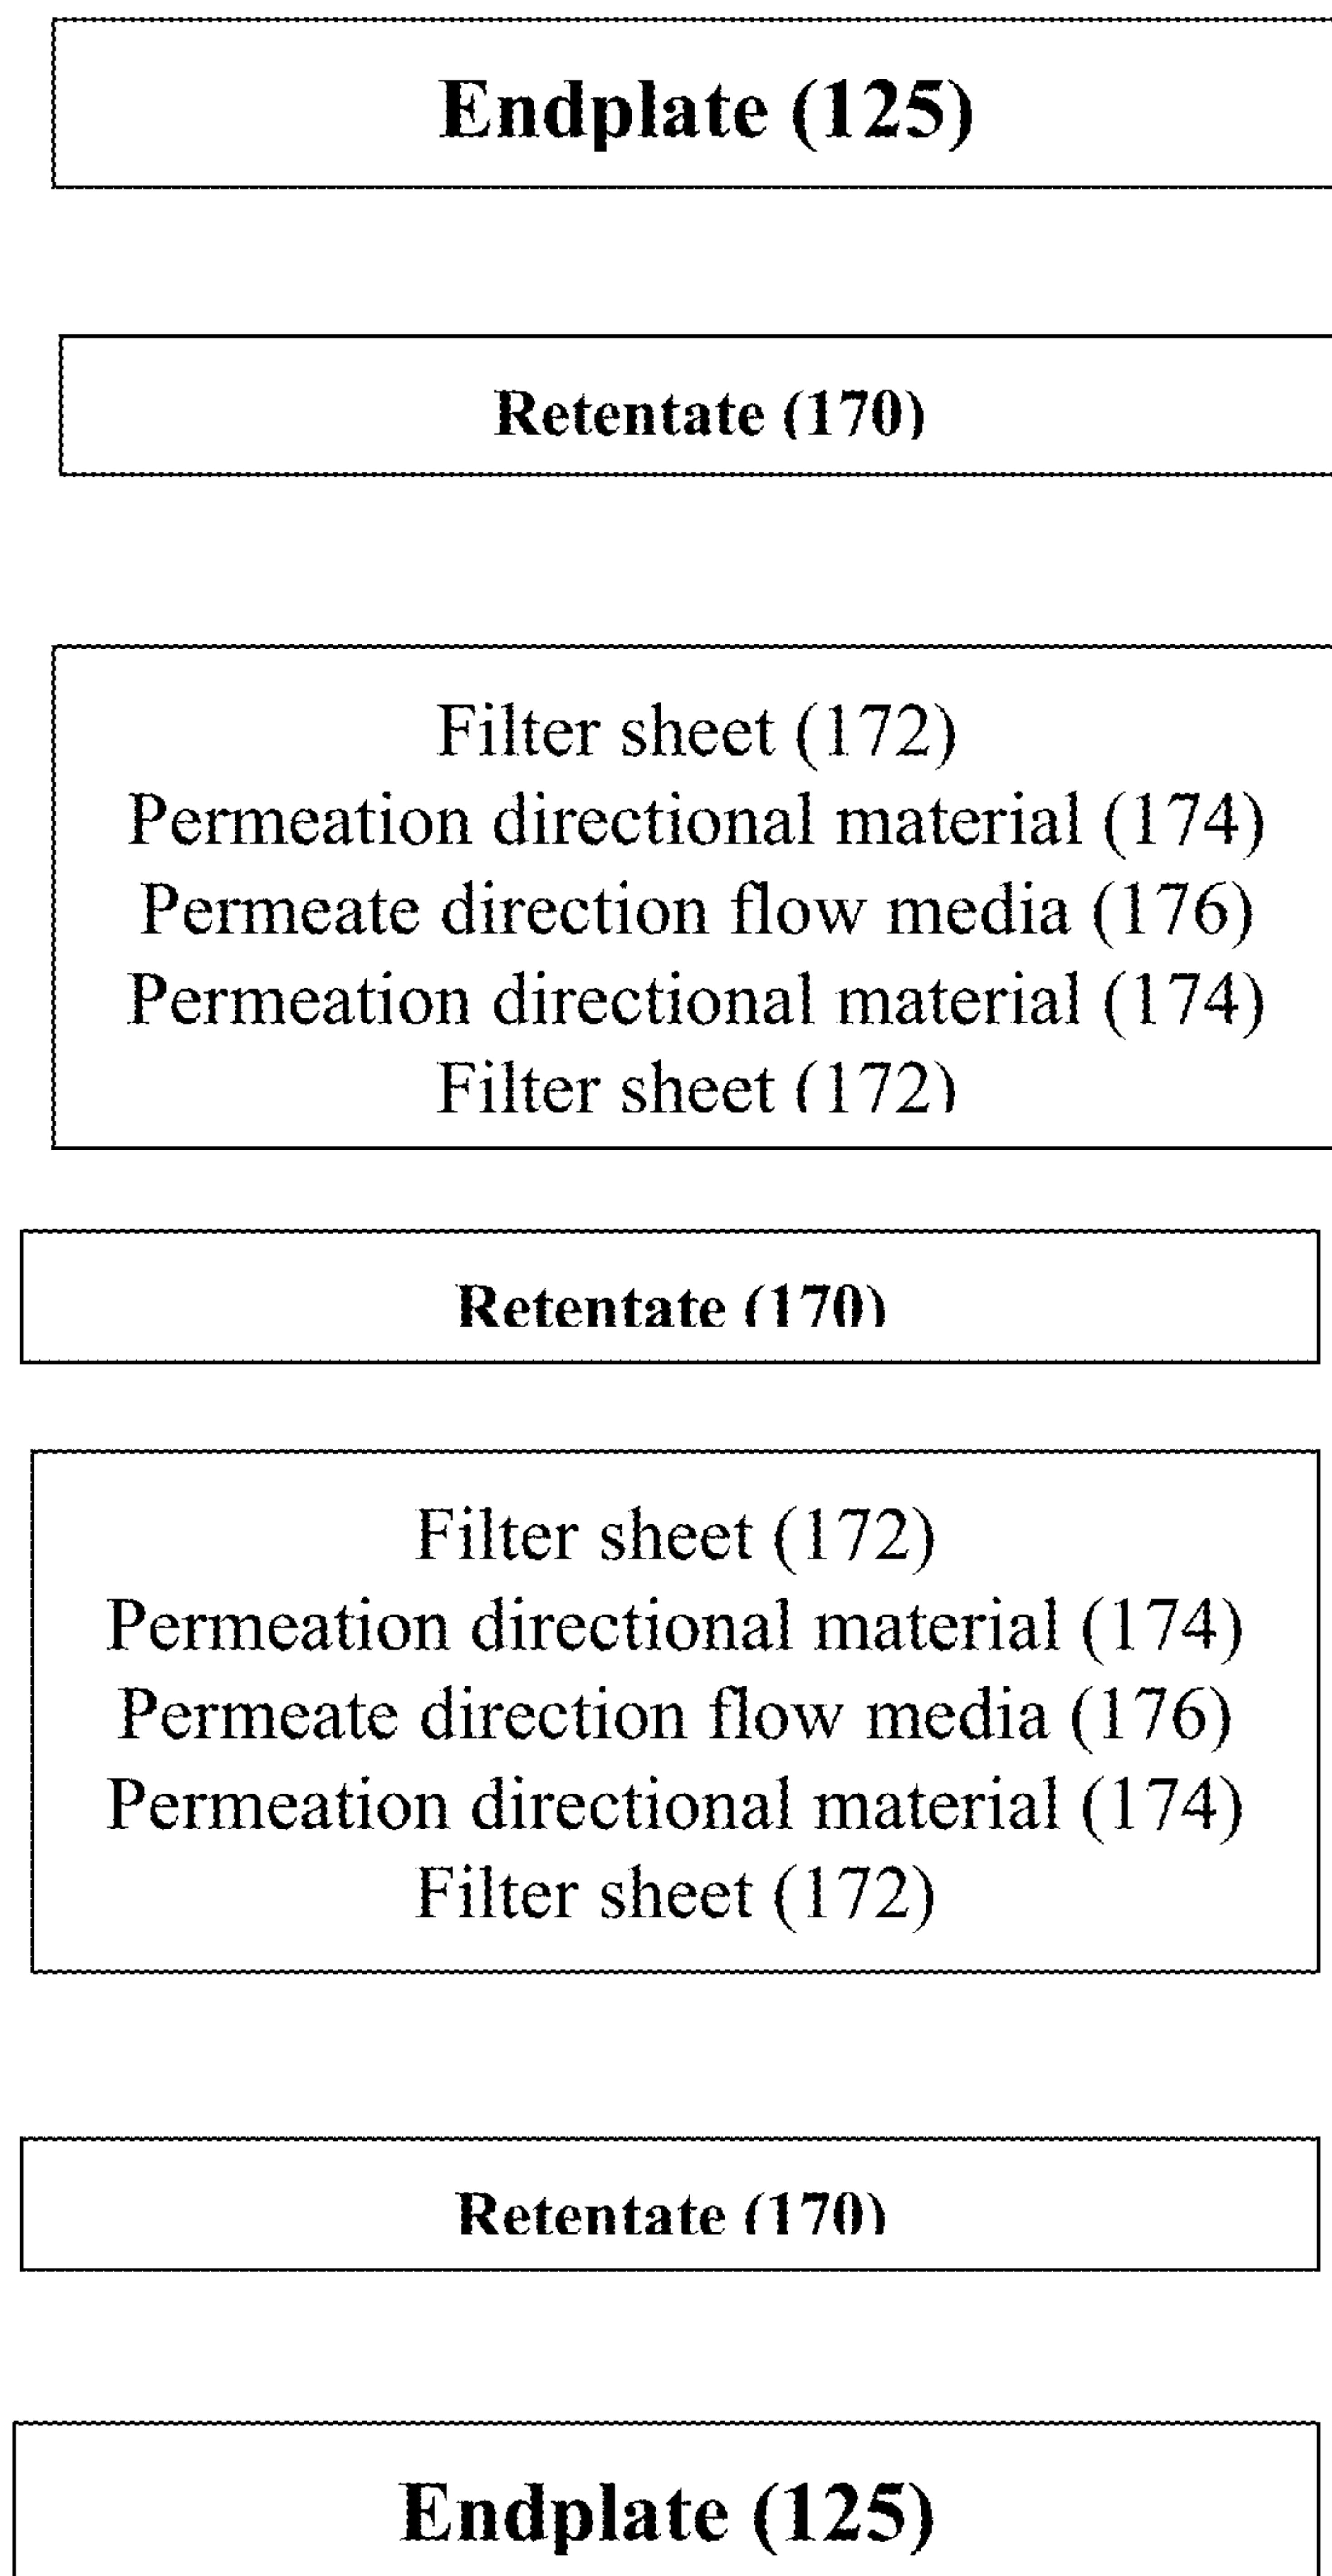 Endplate (125)
Retentate (170)
Filter sheet (172)
Permeation directional material (174)
Permeate direction flow media (176)
Permeation directional material (174)
Filter sheet (172)
Retentate (170)
Filter sheet (172)
Permeation directional material (174)
Permeate direction flow media (176)
Permeation directional material (174)
Filter sheet (172)
Retentate (170)
Endplate (125)